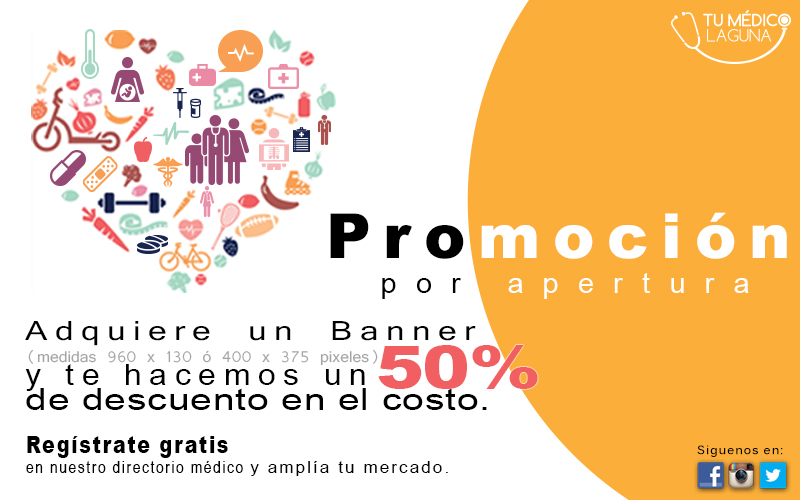 TU MÉDICO
LAGUNA
Promoción
por apertura
Adquiere un Banner
(medidas 960 x 130 ó 400 x 375 pixeles)
y te hacemos un 50%
de descuento en el costo.
Regístrate gratis
en nuestro directorio médico y amplía tu mercado.
Siguenos en: